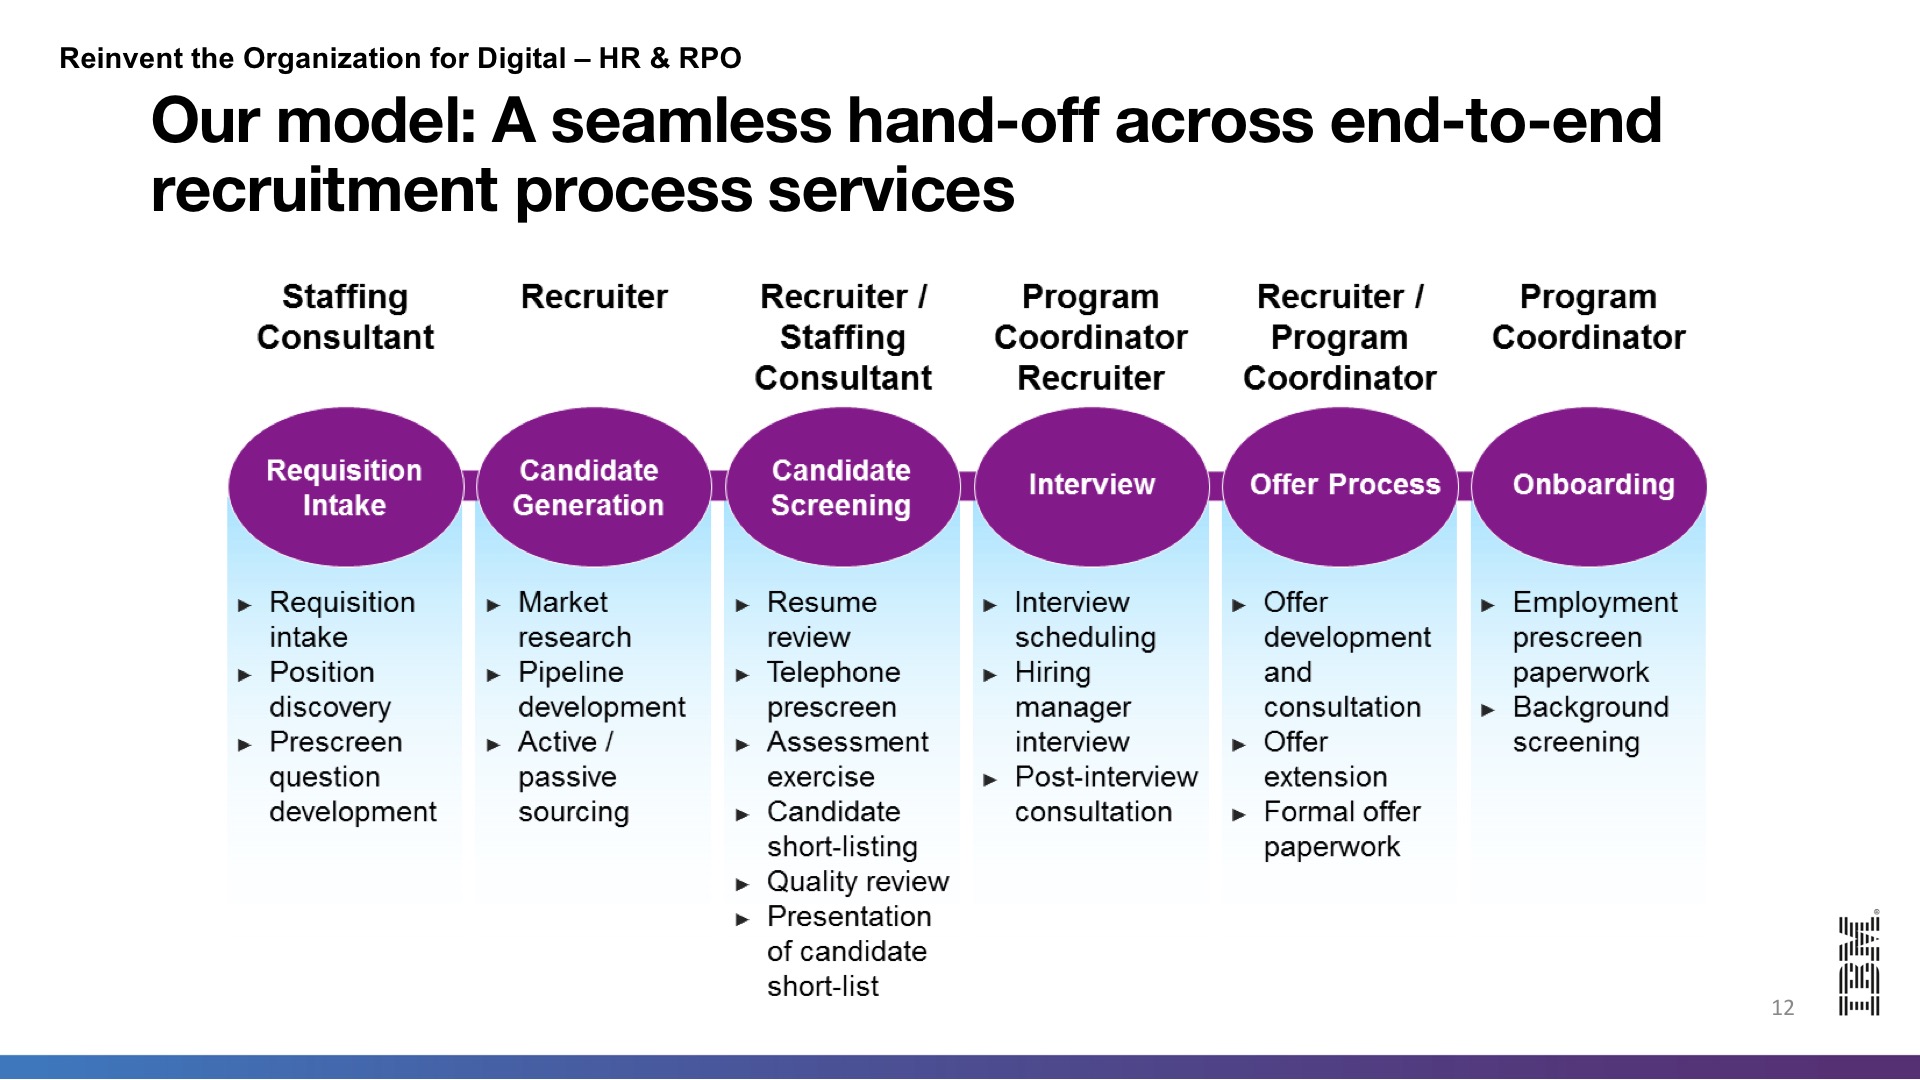 Reinvent the Organization for Digital – HR & RPO
Our model: A seamless hand-off across end-to-end
recruitment process services
Staffing
Consultant
Recruiter
Recruiter /
Staffing
Consultant
Program
Coordinator
Recruiter
Recruiter /
Program
Coordinator
Program
Coordinator
Requisition
Intake
Candidate
Generation
Candidate
Screening
Interview
Offer Process
Onboarding
► Requisition
intake
► Position
discovery
► Prescreen
question
development
► Market
research
► Pipeline
development
► Active /
passive
sourcing
► Resume
review
► Telephone
prescreen
► Assessment
exercise
► Candidate
short-listing
► Quality review
► Presentation
of candidate
short-list
► Interview
scheduling
► Hiring
manager
interview
► Post-interview
consultation
► Offer
development
and
consultation
► Offer
extension
► Formal offer
paperwork
► Employment
prescreen
paperwork
► Background
screening
IBM®
12